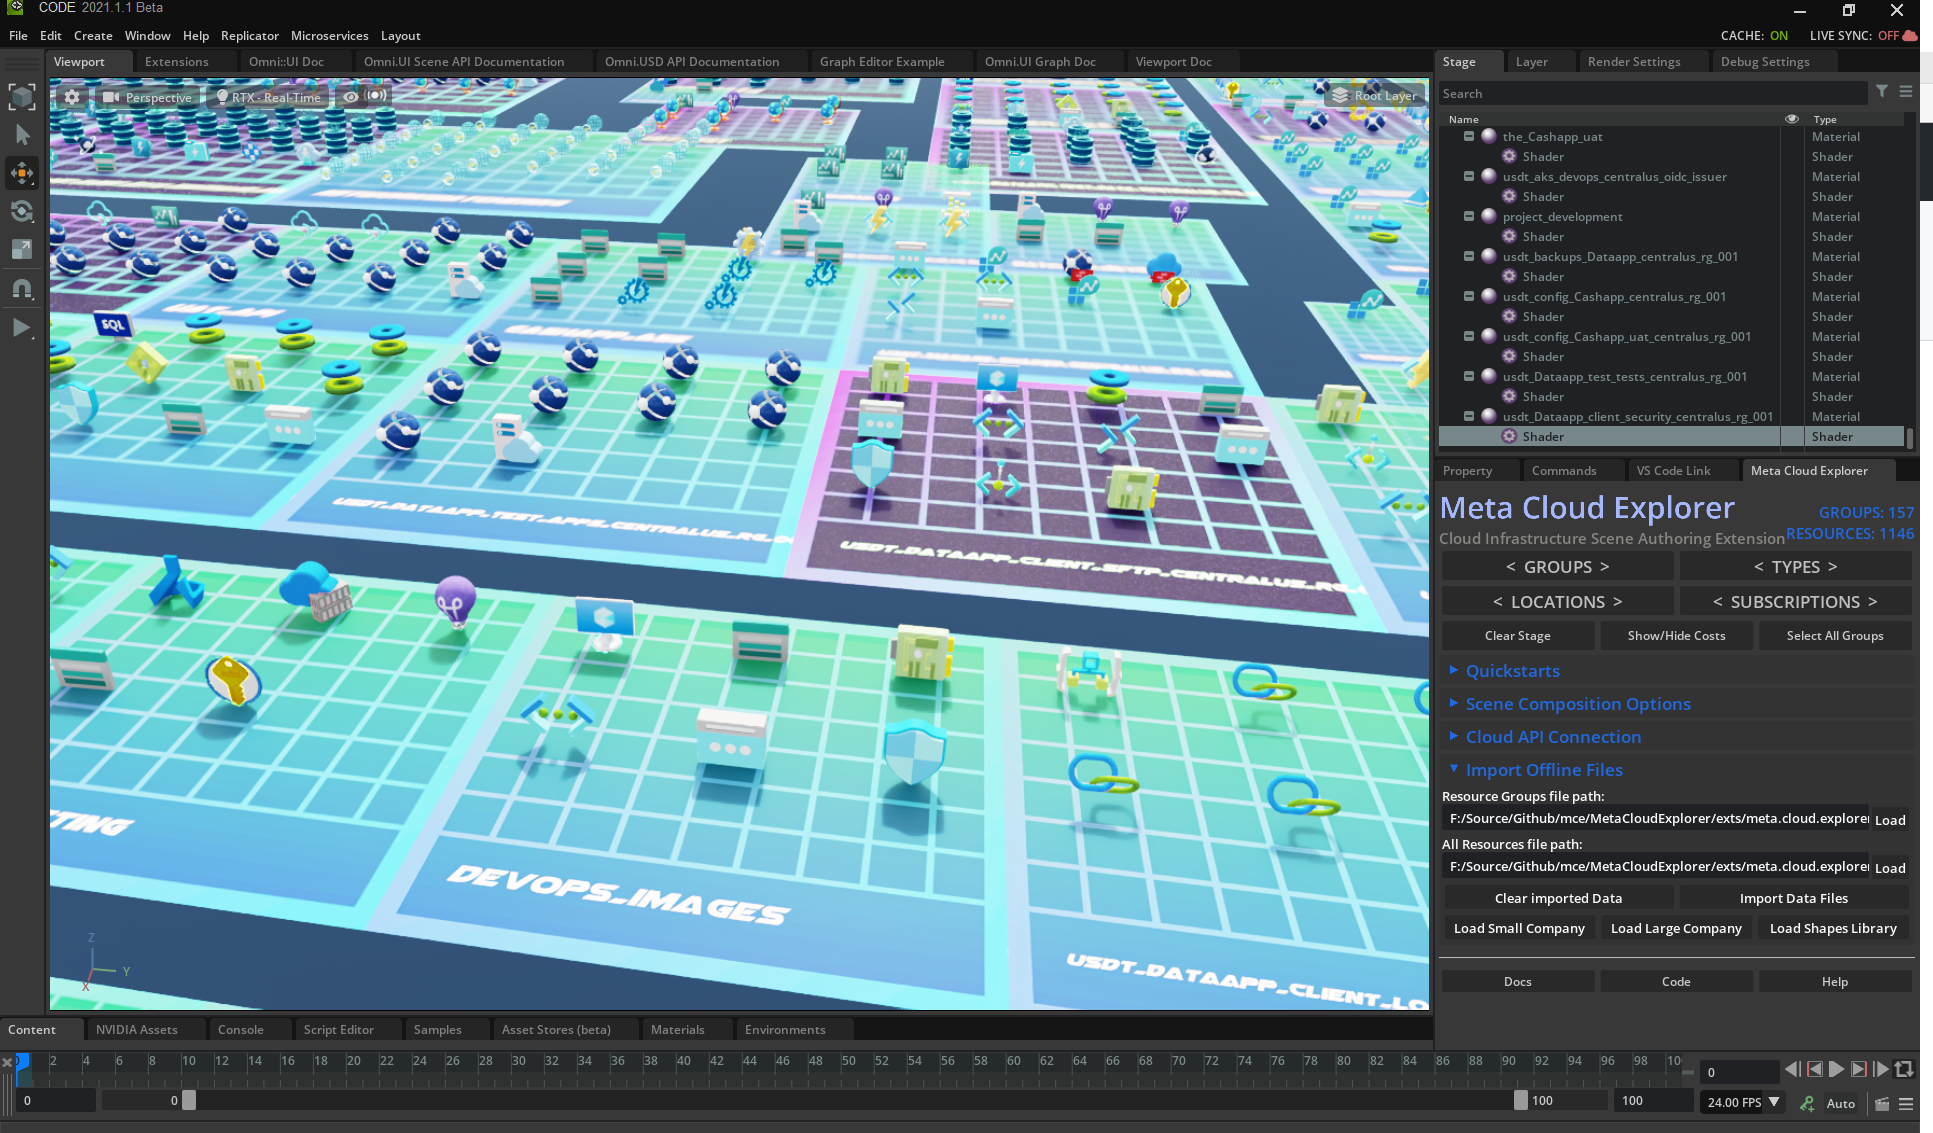 CODE 2021.1.1 Beta
File Edit Create Window Help Replicator Microservices Layout
CACHE: ON LIVE SYNC: OFF
Viewport Extensions Omni::UI Doc Omni.UI Scene API Documentation Omni.USD API Documentation Graph Editor Example Omni.UI Graph Doc Viewport Doc
Perspective RTX - Real-Time
Root Layer
SQL
USDT_DATAAPP_TEST_APPS_CENTRALUS_RG_
USDT_DATAAPP_CLIENT_SFTP_CENTRALUS_RG_
DEVOPS_IMAGES
USDT_DATAAPP_CLIENT_LO
Z
Y
X
Stage Layer Render Settings Debug Settings
Search
Name Type
the_Cashapp_uat Material
Shader Shader
usdt_aks_devops_centralus_oidc_issuer Material
Shader Shader
project_development Material
Shader Shader
usdt_backups_Dataapp_centralus_rg_001 Material
Shader Shader
usdt_config_Cashapp_centralus_rg_001 Material
Shader Shader
usdt_config_Cashapp_uat_centralus_rg_001 Material
Shader Shader
usdt_Dataapp_test_tests_centralus_rg_001 Material
Shader Shader
usdt_Dataapp_client_security_centralus_rg_001 Material
Shader Shader
Property Commands VS Code Link Meta Cloud Explorer
Meta Cloud Explorer
GROUPS: 157
Cloud Infrastructure Scene Authoring Extension
RESOURCES: 1146
< GROUPS > < TYPES >
< LOCATIONS > < SUBSCRIPTIONS >
Clear Stage Show/Hide Costs Select All Groups
Quickstarts
Scene Composition Options
Cloud API Connection
Import Offline Files
Resource Groups file path:
F:/Source/Github/mce/MetaCloudExplorer/exts/meta.cloud.explorer Load
All Resources file path:
F:/Source/Github/mce/MetaCloudExplorer/exts/meta.cloud.explorer Load
Clear imported Data Import Data Files
Load Small Company Load Large Company Load Shapes Library
Docs Code Help
Content NVIDIA Assets Console Script Editor Samples Asset Stores (beta) Materials Environments
0 2 4 6 8 10 12 14 16 18 20 22 24 26 28 30 32 34 36 38 40 42 44 46 48 50 52 54 56 58 60 62 64 66 68 70 72 74 76 78 80 82 84 86 88 90 92 94 96 98 10
0
0 0 100 100 24.00 FPS Auto